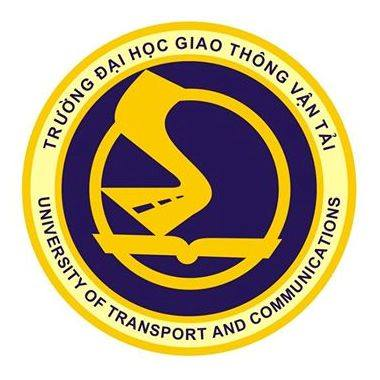 TRƯỜNG ĐẠI HỌC GIAO THÔNG VẬN TẢI
UNIVERSITY OF TRANSPORT AND COMMUNICATIONS